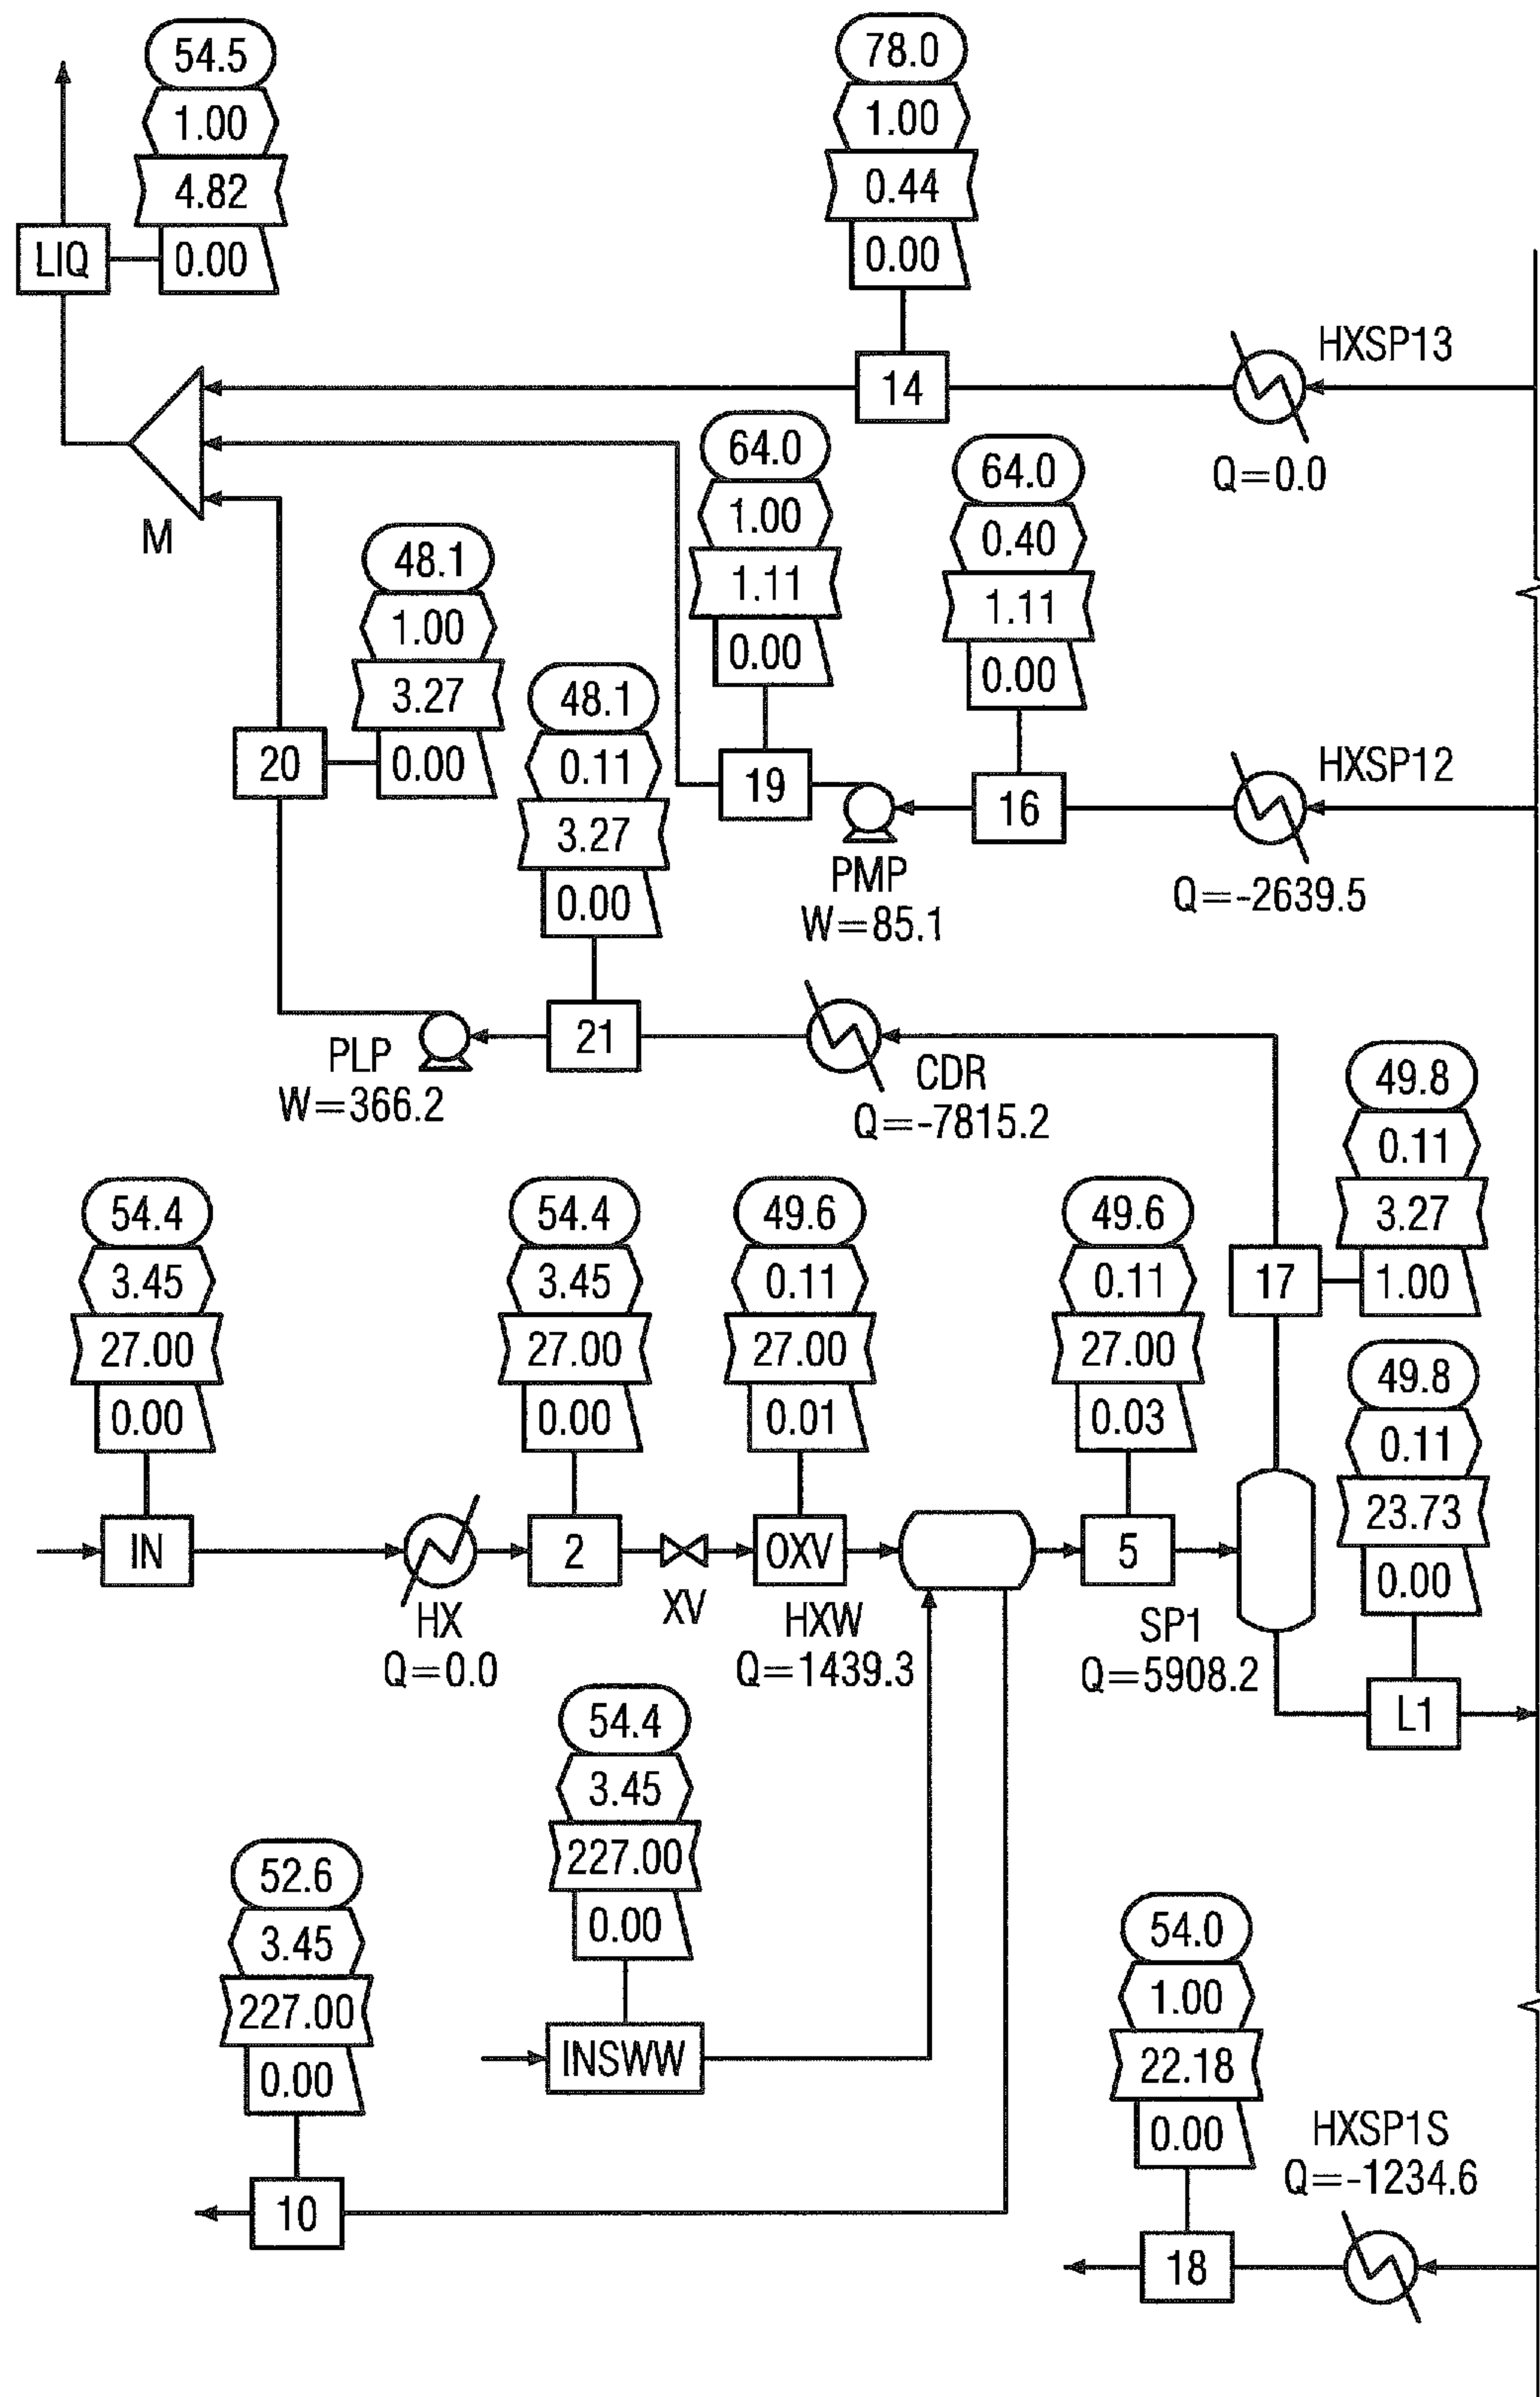 54.5
1.00
4.82
0.00
LIQ
78.0
1.00
0.44
0.00
14
HXSP13
Q=0.0
M
64.0
1.00
1.11
0.00
19
64.0
0.40
1.11
0.00
16
HXSP12
Q=-2639.5
PMP
W=85.1
48.1
1.00
3.27
0.00
20
48.1
0.11
3.27
0.00
21
PLP
W=366.2
CDR
Q=-7815.2
49.8
0.11
3.27
1.00
17
54.4
3.45
27.00
0.00
IN
HX
Q=0.0
54.4
3.45
27.00
0.00
2
XV
49.6
0.11
27.00
0.01
OXV
HXW
Q=1439.3
49.6
0.11
27.00
0.03
5
SP1
Q=5908.2
49.8
0.11
23.73
0.00
L1
54.4
3.45
227.00
0.00
INSWW
52.6
3.45
227.00
0.00
10
54.0
1.00
22.18
0.00
18
HXSP1S
Q=-1234.6